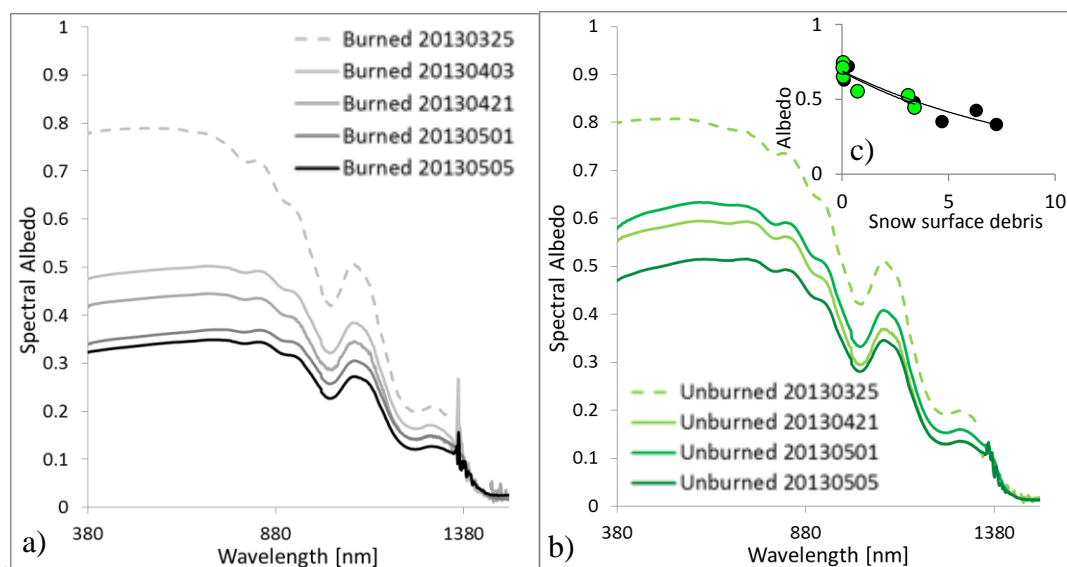 1
0.9
0.8
0.7
0.6
0.5
0.4
0.3
0.2
0.1
0
Spectral Albedo
380
880
1380
Wavelength [nm]
a)
Burned 20130325
Burned 20130403
Burned 20130421
Burned 20130501
Burned 20130505
1
0.9
0.8
0.7
0.6
0.5
0.4
0.3
0.2
0.1
0
Spectral Albedo
380
880
1380
Wavelength [nm]
b)
Unburned 20130325
Unburned 20130421
Unburned 20130501
Unburned 20130505
1
0.5
0
Albedo
c)
0
5
10
Snow surface debris